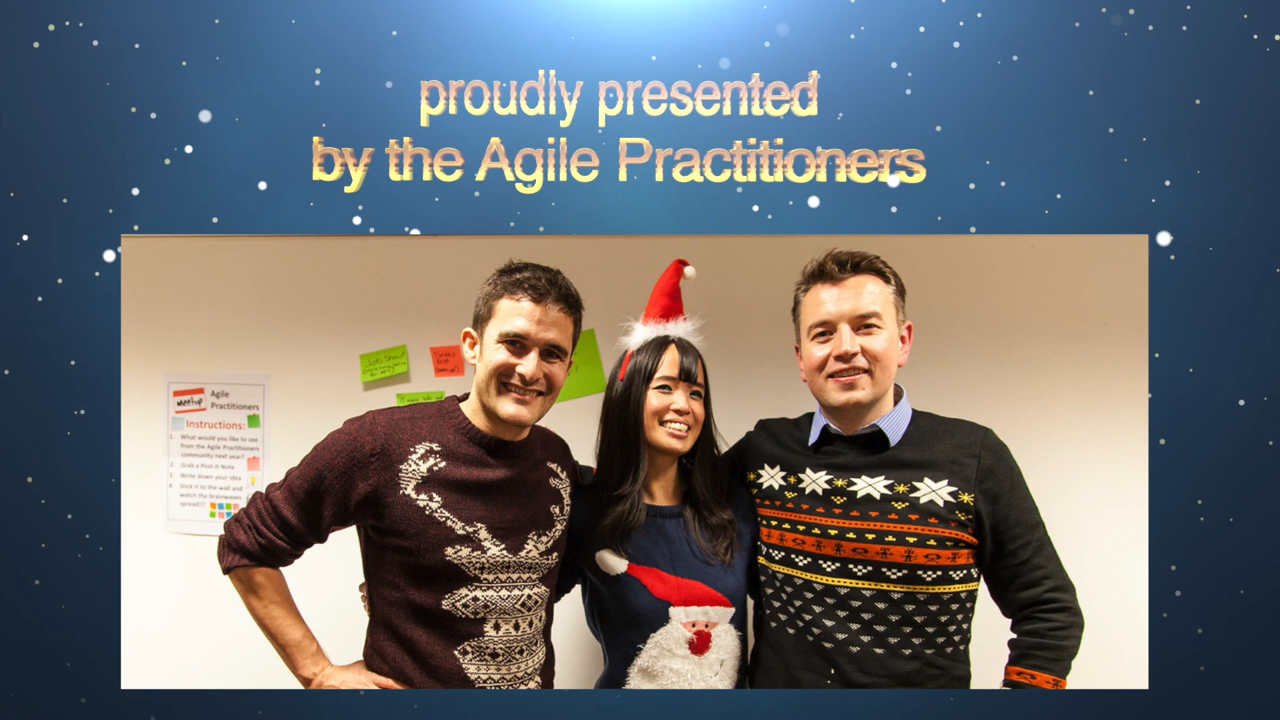 proudly presented
by the Agile Practitioners
Job Shout
meetup
Agile
Practitioners
Instructions:
1. What would you like to see
from the Agile Practitioners
community next year?
2. Grab a Post-It Note
3. Write down your idea
4. Stick it to the wall and
watch the brainwaves
spread!!!